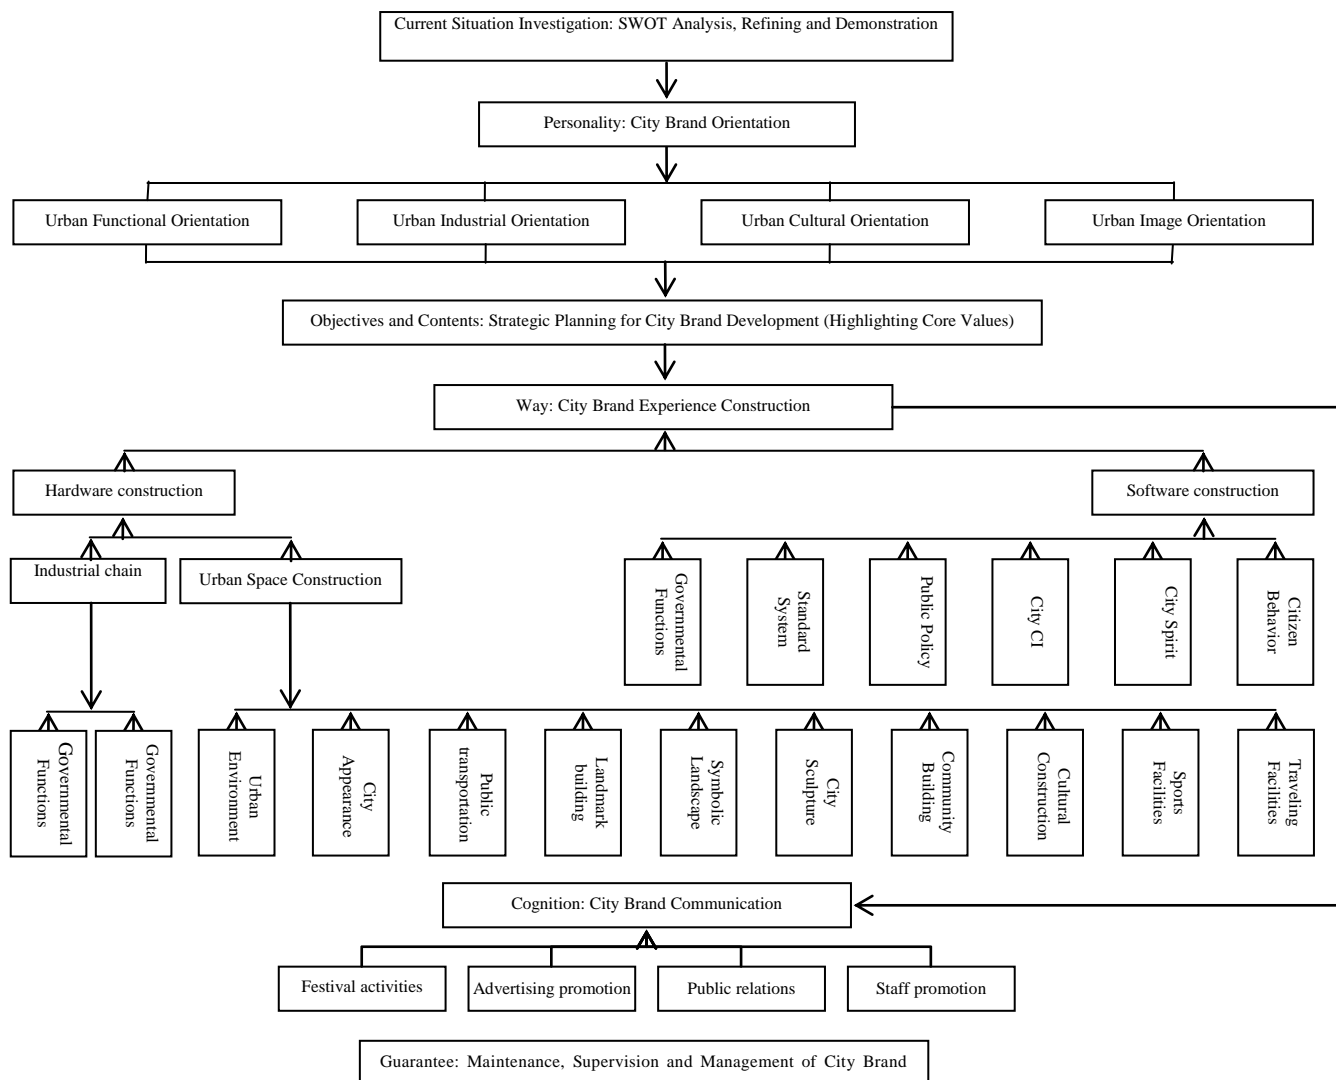 Current Situation Investigation: SWOT Analysis, Refining and Demonstration
Personality: City Brand Orientation
Urban Functional Orientation
Urban Industrial Orientation
Urban Cultural Orientation
Urban Image Orientation
Objectives and Contents: Strategic Planning for City Brand Development (Highlighting Core Values)
Way: City Brand Experience Construction
Hardware construction
Software construction
Industrial chain
Urban Space Construction
Governmental
Functions
Standard
System
Public Policy
City CI
City Spirit
Citizen
Behavior
Governmental
Functions
Governmental
Functions
Urban
Environment
City
Appearance
Public
transportation
Landmark
building
Symbolic
Landscape
City
Sculpture
Community
Building
Cultural
Construction
Sports
Facilities
Traveling
Facilities
Cognition: City Brand Communication
Festival activities
Advertising promotion
Public relations
Staff promotion
Guarantee: Maintenance, Supervision and Management of City Brand